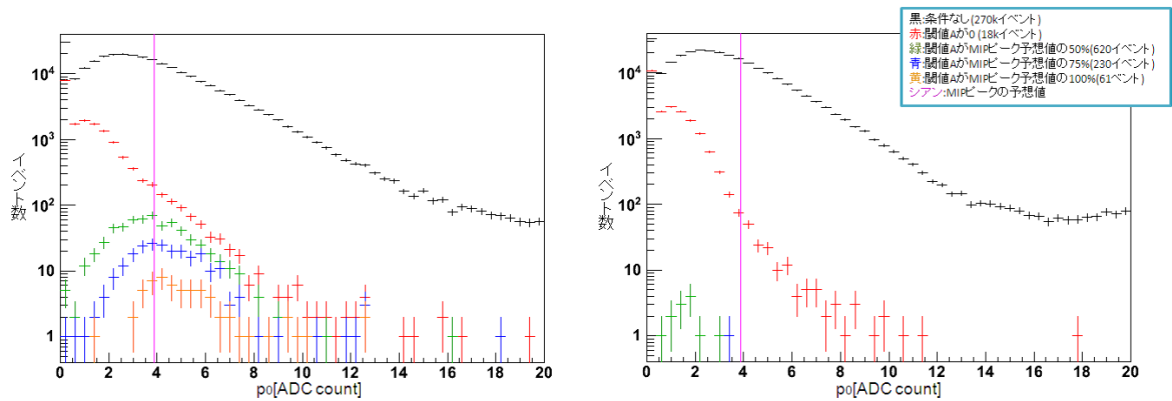 黒:条件なし(270kイベント)
赤:閾値Aが0 (18kイベント)
緑:閾値AがMIPピーク予想値の50%(620イベント)
青:閾値AがMIPピーク予想値の75%(230イベント)
黄:閾値AがMIPピーク予想値の100%(61ベント)
シアン:MIPピークの予想値
イベント数
10⁴
10³
10²
10
1
0 2 4 6 8 10 12 14 16 18 20
p0[ADC count]
イベント数
10⁴
10³
10²
10
1
0 2 4 6 8 10 12 14 16 18 20
p0[ADC count]